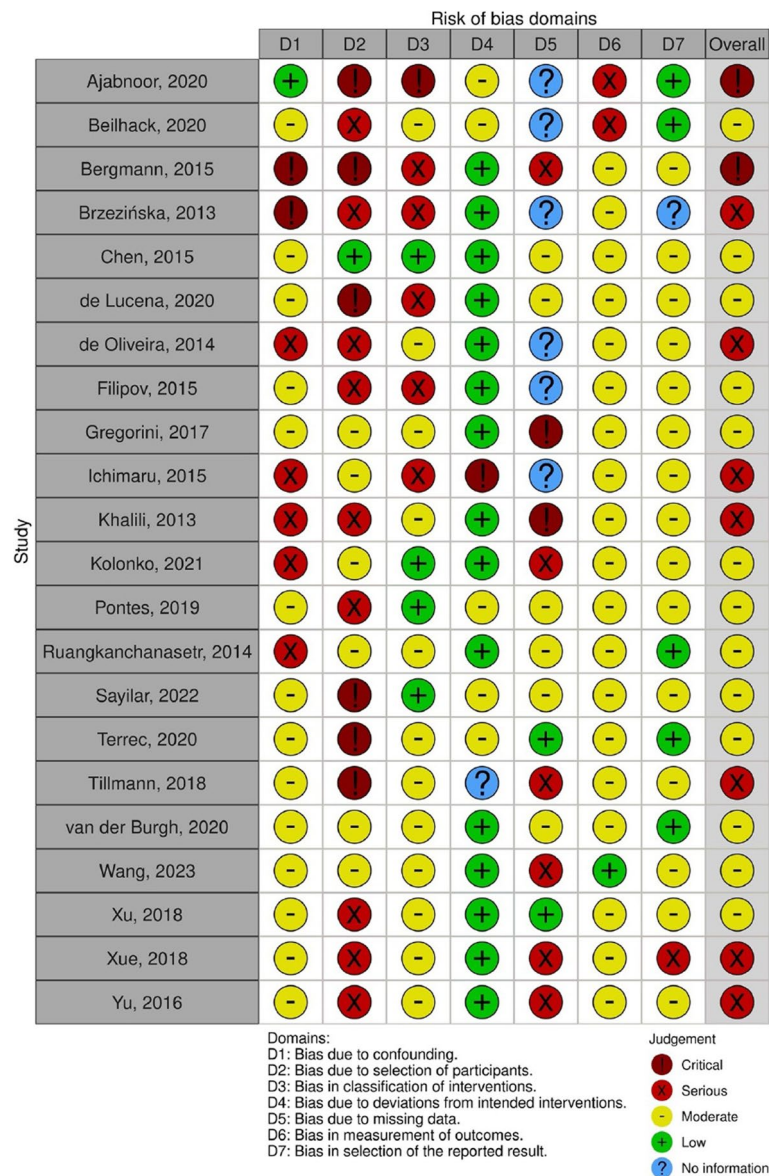 Risk of bias domains
D1 D2 D3 D4 D5 D6 D7 Overall
Study
Ajabnoor, 2020 + ! ! - ? X + !
Beilhack, 2020 - X - - ? X + -
Bergmann, 2015 ! ! X + X - - !
Brzezińska, 2013 ! X X + ? - ? X
Chen, 2015 - + + + - - - -
de Lucena, 2020 - ! X + - - - -
de Oliveira, 2014 X X - + ? - - X
Filipov, 2015 - X X + ? - - -
Gregorini, 2017 - - - + ! - - -
Ichimaru, 2015 X - X ! ? - - X
Khalili, 2013 X X - + ! - - X
Kolonko, 2021 X - + + X - - -
Pontes, 2019 - X + - - - - -
Ruangkanchanasetr, 2014 X - - + - - + -
Sayilar, 2022 - ! + - - - - -
Terrec, 2020 - ! - - + - + -
Tillmann, 2018 - ! - ? X - - X
van der Burgh, 2020 - - - + - - + -
Wang, 2023 - - - + X + - -
Xu, 2018 - X - + + - - -
Xue, 2018 - X - + X - X X
Yu, 2016 - X - + X - - X
Domains:
D1: Bias due to confounding.
D2: Bias due to selection of participants.
D3: Bias in classification of interventions.
D4: Bias due to deviations from intended interventions.
D5: Bias due to missing data.
D6: Bias in measurement of outcomes.
D7: Bias in selection of the reported result.
Judgement
! Critical
X Serious
- Moderate
+ Low
? No information